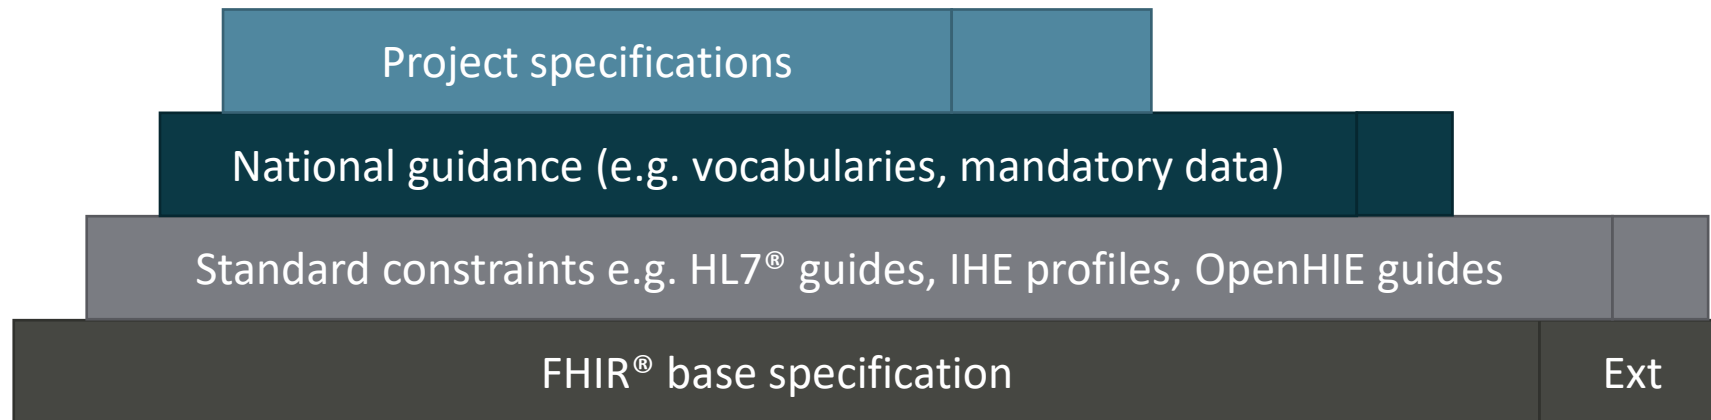 Project specifications
National guidance (e.g. vocabularies, mandatory data)
Standard constraints e.g. HL7® guides, IHE profiles, OpenHIE guides
FHIR® base specification
Ext